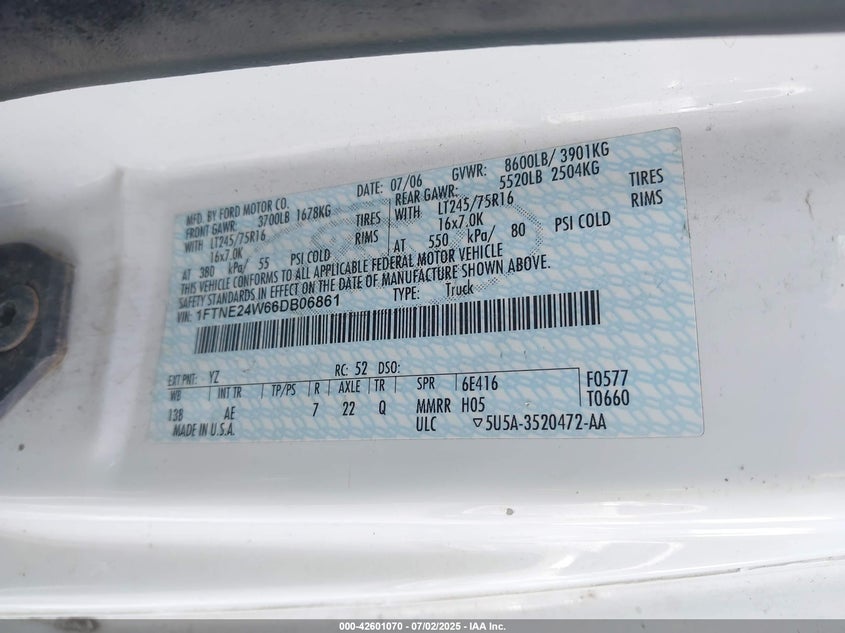 MFD. BY FORD MOTOR CO.
DATE: 07/06 GVWR: 8600LB/ 3901KG
FRONT GAWR: 3700LB 1678KG
REAR GAWR: 5520LB 2504KG
WITH LT245/75R16 TIRES
WITH LT245/75R16 TIRES
16x7.0K RIMS
16x7.0K RIMS
AT 380 kPa/ 55 PSI COLD
AT 550 kPa/ 80 PSI COLD
THIS VEHICLE CONFORMS TO ALL APPLICABLE FEDERAL MOTOR VEHICLE
SAFETY STANDARDS IN EFFECT ON THE DATE OF MANUFACTURE SHOWN ABOVE.
VIN: 1FTNE24W66DB06861 TYPE: Truck
EXT PNT: YZ RC: 52 DSO:
WB INT TR TP/PS R AXLE TR SPR 6E416 F0577
138 AE 7 22 Q MMRR H05 T0660
MADE IN U.S.A. ULC ▽5U5A-3520472-AA
000-42601070 - 07/02/2025 - IAA Inc.